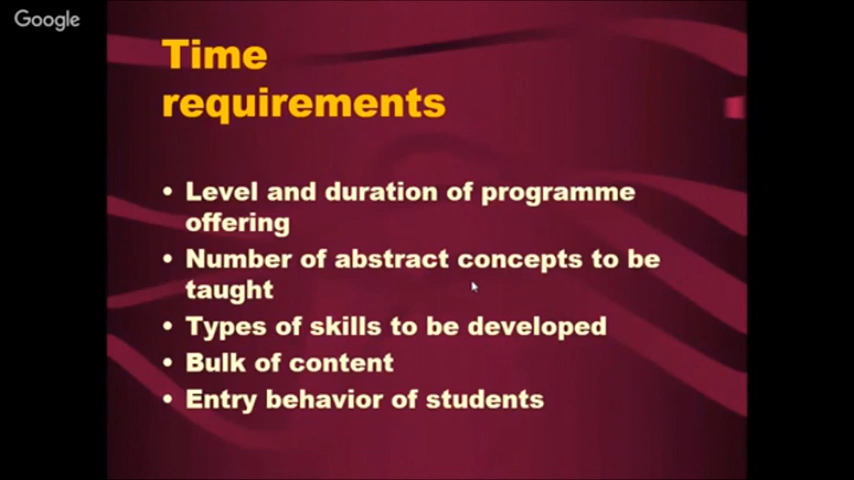 Google
Time
requirements
• Level and duration of programme
offering
• Number of abstract concepts to be
taught
• Types of skills to be developed
• Bulk of content
• Entry behavior of students